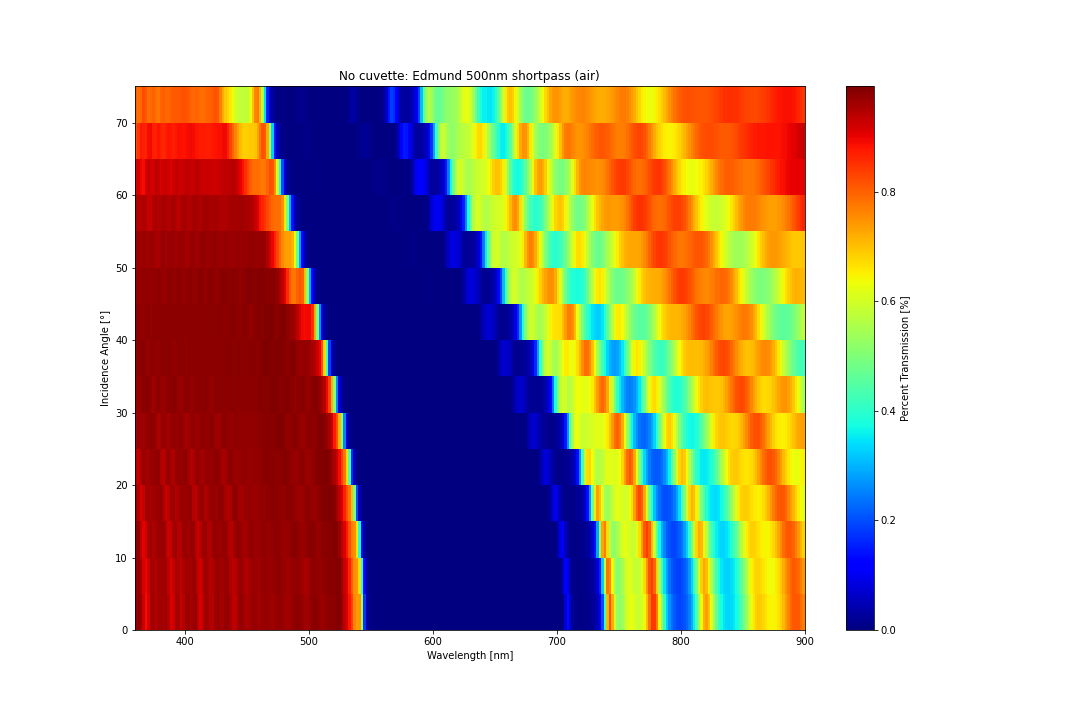 No cuvette: Edmund 500nm shortpass (air)
70
60
50
40
30
20
10
0
Incidence Angle [°]
400 500 600 700 800 900
Wavelength [nm]
0.8
0.6
0.4
0.2
0.0
Percent Transmission [%]